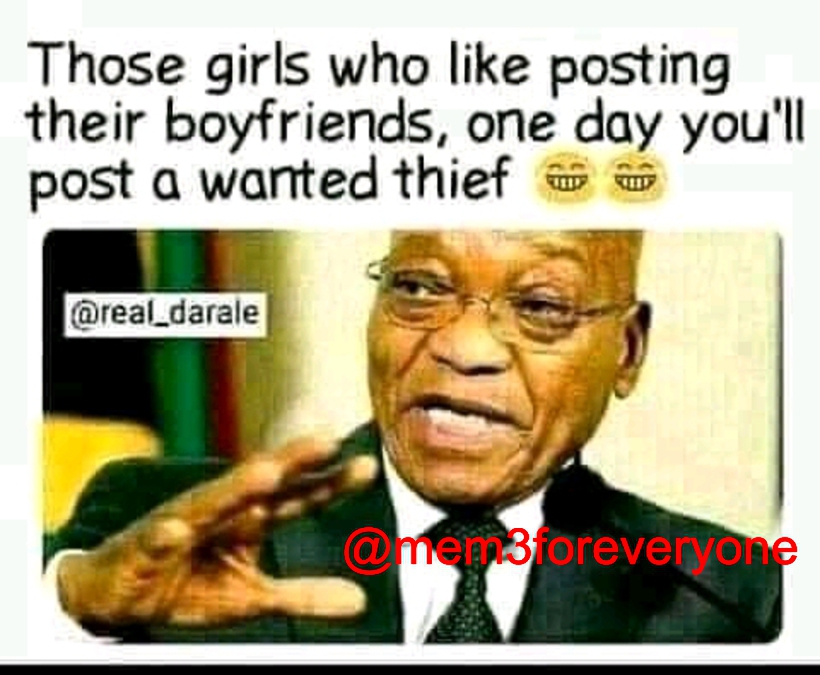 Those girls who like posting
their boyfriends, one day you'll
post a wanted thief 😁😁
@real_darale
@mem3foreveryone